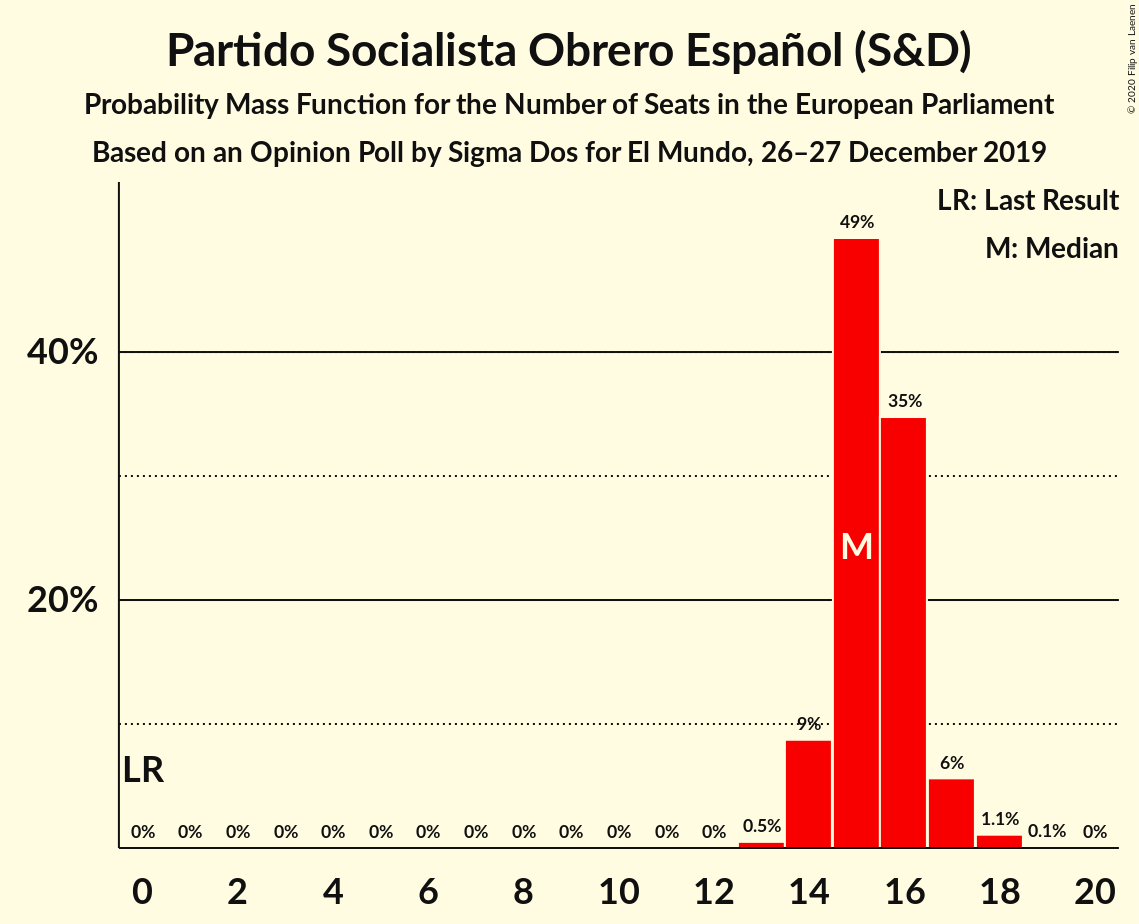 Partido Socialista Obrero Español (S&D)
Probability Mass Function for the Number of Seats in the European Parliament
Based on an Opinion Poll by Sigma Dos for El Mundo, 26–27 December 2019
© 2020 Filip van Laenen
LR: Last Result
M: Median
49%
40%
35%
M
20%
9%
LR
6%
0% 0% 0% 0% 0% 0% 0% 0% 0% 0% 0% 0% 0% 0.5% 1.1% 0.1% 0%
0 2 4 6 8 10 12 14 16 18 20